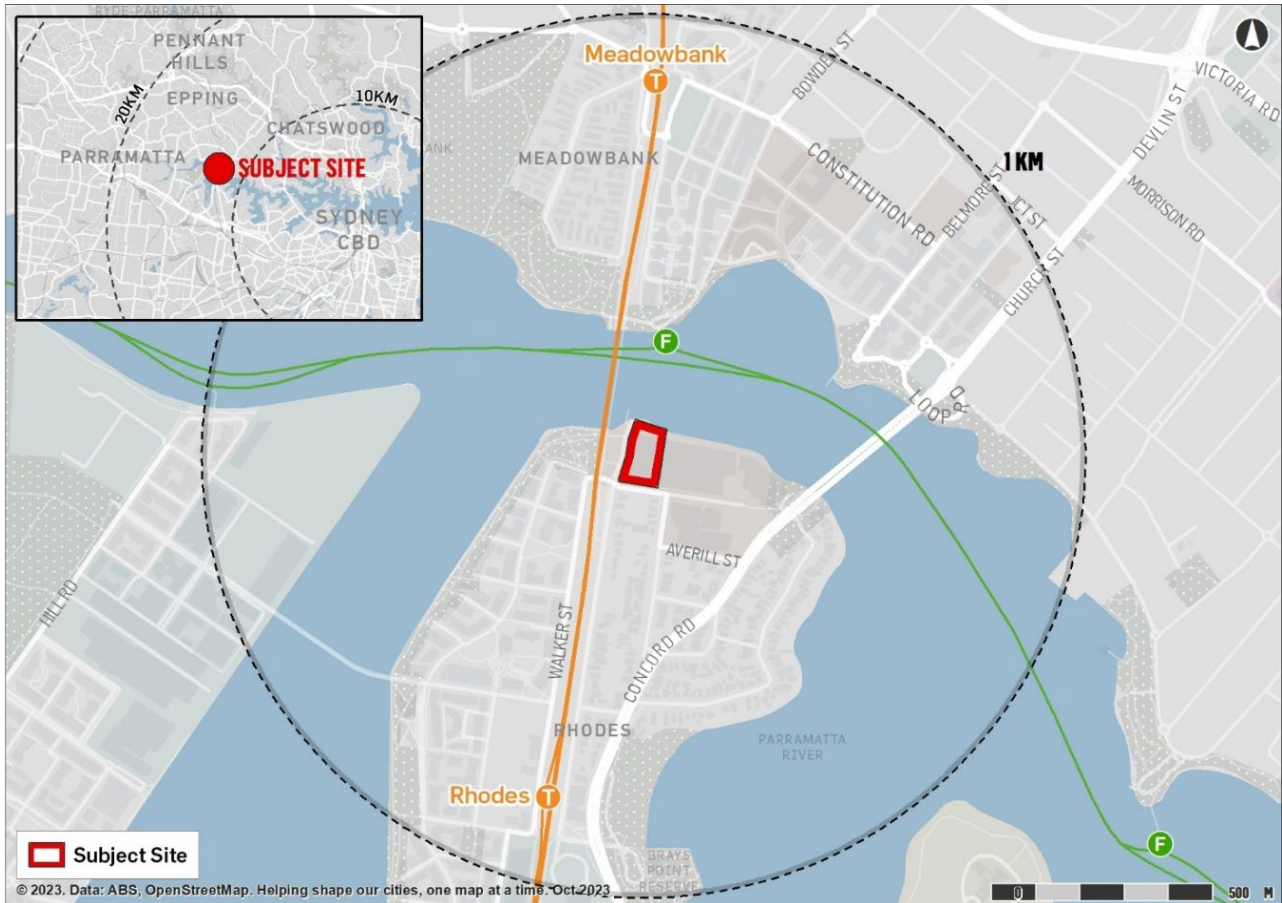 RYDE-PARRAMATTA
PENNANT
HILLS
EPPING
20KM
10KM
CHATSWOOD
PARRAMATTA
SUBJECT SITE
SYDNEY
CBD
Meadowbank
T
MEADOWBANK
BOWDEN ST
VICTORIA RD
DEVLIN ST
1 KM
CONSTITUTION RD
BELMORE ST
MORRISON RD
CHURCH ST
F
LOOP RD
HILL RD
AVERILL ST
WALKER ST
CONCORD RD
RHODES
PARRAMATTA
RIVER
Rhodes
T
F
BRAYS
POINT
RESERVE
Subject Site
© 2023. Data: ABS, OpenStreetMap. Helping shape our cities, one map at a time. Oct 2023
0 500 M